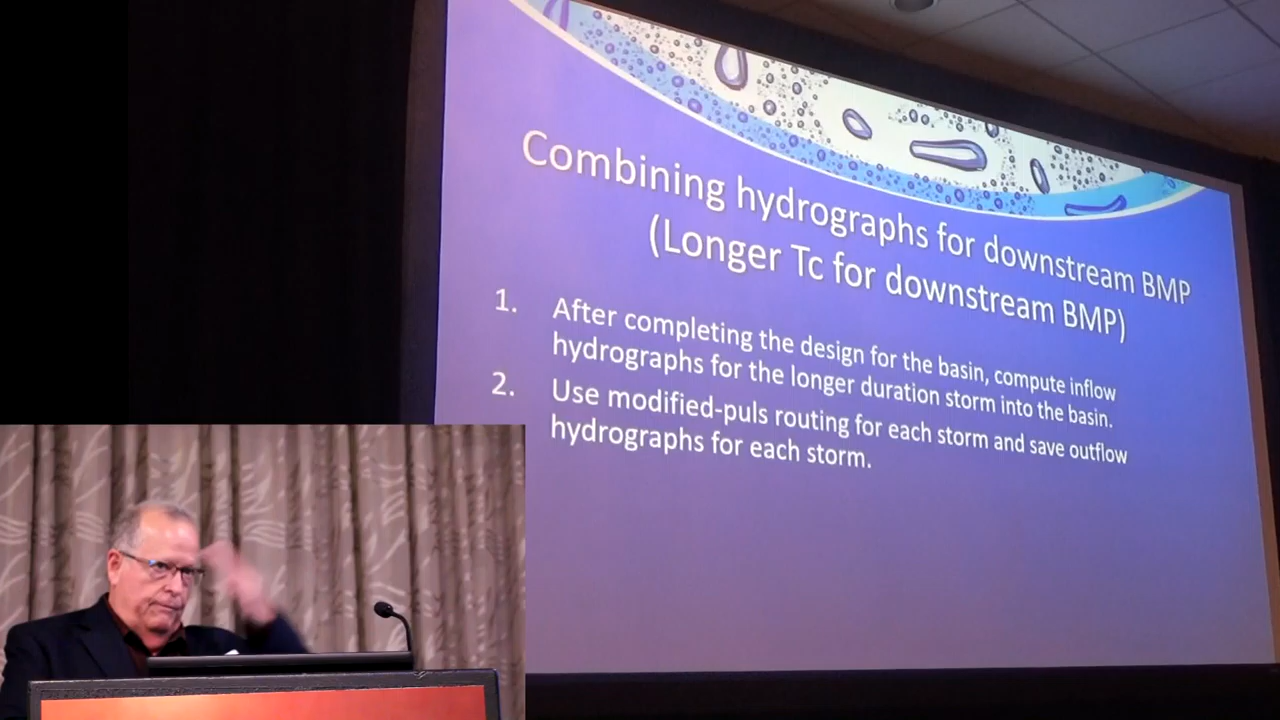 Combining hydrographs for downstream BMP
(Longer Tc for downstream BMP)
1. After completing the design for the basin, compute inflow
hydrographs for the longer duration storm into the basin.
2. Use modified-puls routing for each storm and save outflow
hydrographs for each storm.